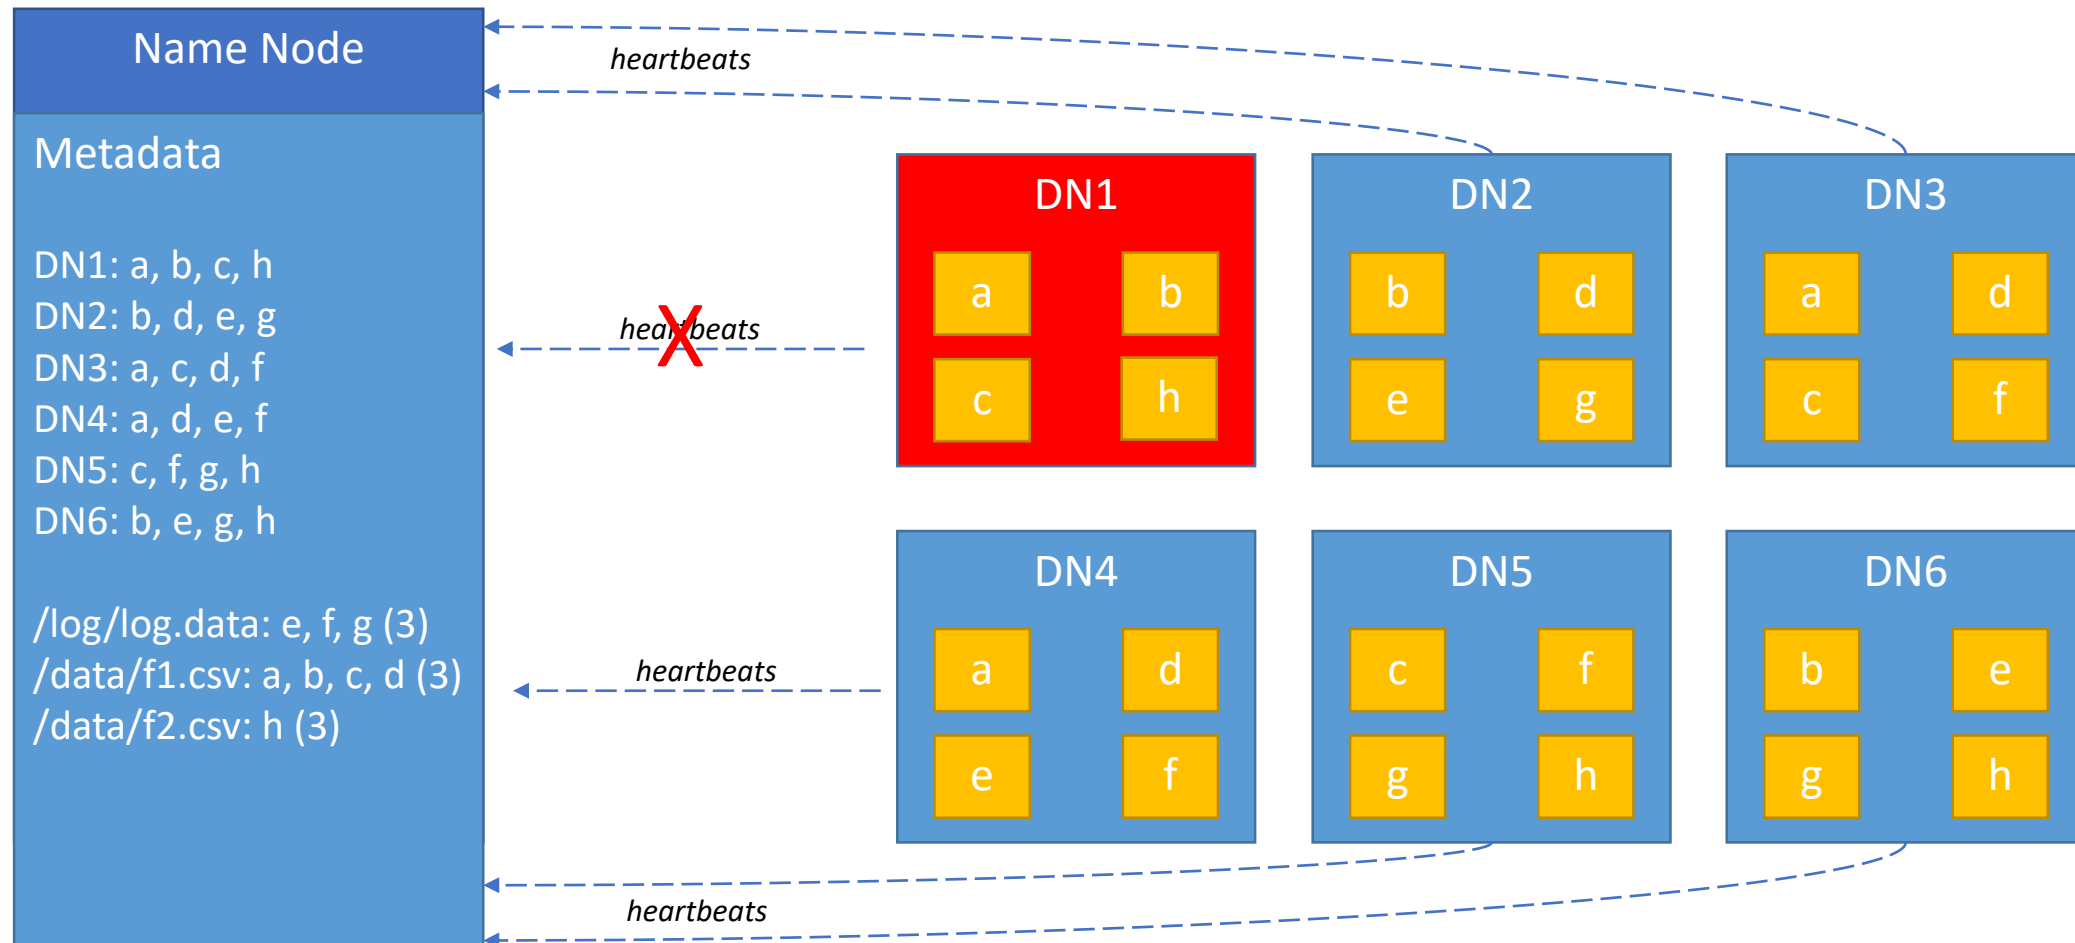 Name Node
heartbeats
Metadata
DN1: a, b, c, h
DN2: b, d, e, g
DN3: a, c, d, f
DN4: a, d, e, f
DN5: c, f, g, h
DN6: b, e, g, h
/log/log.data: e, f, g (3)
/data/f1.csv: a, b, c, d (3)
/data/f2.csv: h (3)
heartbeats
X
DN1
a b
c h
DN2
b d
e g
DN3
a d
c f
heartbeats
DN4
a d
e f
DN5
c f
g h
DN6
b e
g h
heartbeats